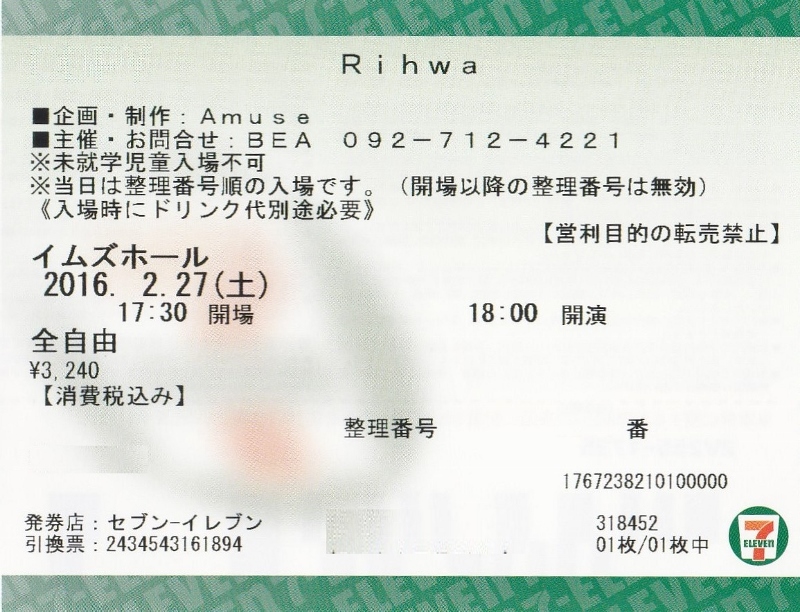 Rihwa
■企画・制作：Amuse
■主催・お問合せ：BEA 092-712-4221
※未就学児童入場不可
※当日は整理番号順の入場です。（開場以降の整理番号は無効）
《入場時にドリンク代別途必要》
【営利目的の転売禁止】
イムズホール
2016. 2.27(土)
17:30 開場 18:00 開演
全自由
¥3,240
【消費税込み】
整理番号 番
1767238210100000
発券店：セブン-イレブン 318452
引換票：2434543161894 01枚/01枚中
7 ELEVEN